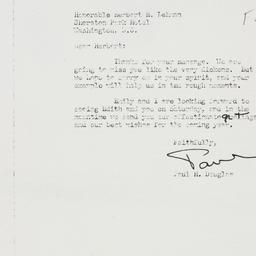 Honorable Herbert H. Lehman
Sheraton Park Hotel
Washington, D.C.
Dear Herbert:
Thanks for your message. We are
going to miss you like the very dickens. But
we hope to carry on in your spirit, and your
example will help us in the rough moments.
Emily and I are looking forward to
seeing Edith and you on Saturday, and in the
meantime we send you our affectionate greetings
and our best wishes for the coming year.
Faithfully,
Paul
Paul H. Douglas